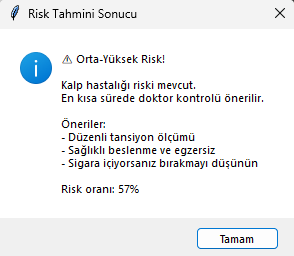 Risk Tahmini Sonucu
⚠ Orta-Yüksek Risk!
Kalp hastalığı riski mevcut.
En kısa sürede doktor kontrolü önerilir.
Öneriler:
- Düzenli tansiyon ölçümü
- Sağlıklı beslenme ve egzersiz
- Sigara içiyorsanız bırakmayı düşünün
Risk oranı: 57%
Tamam